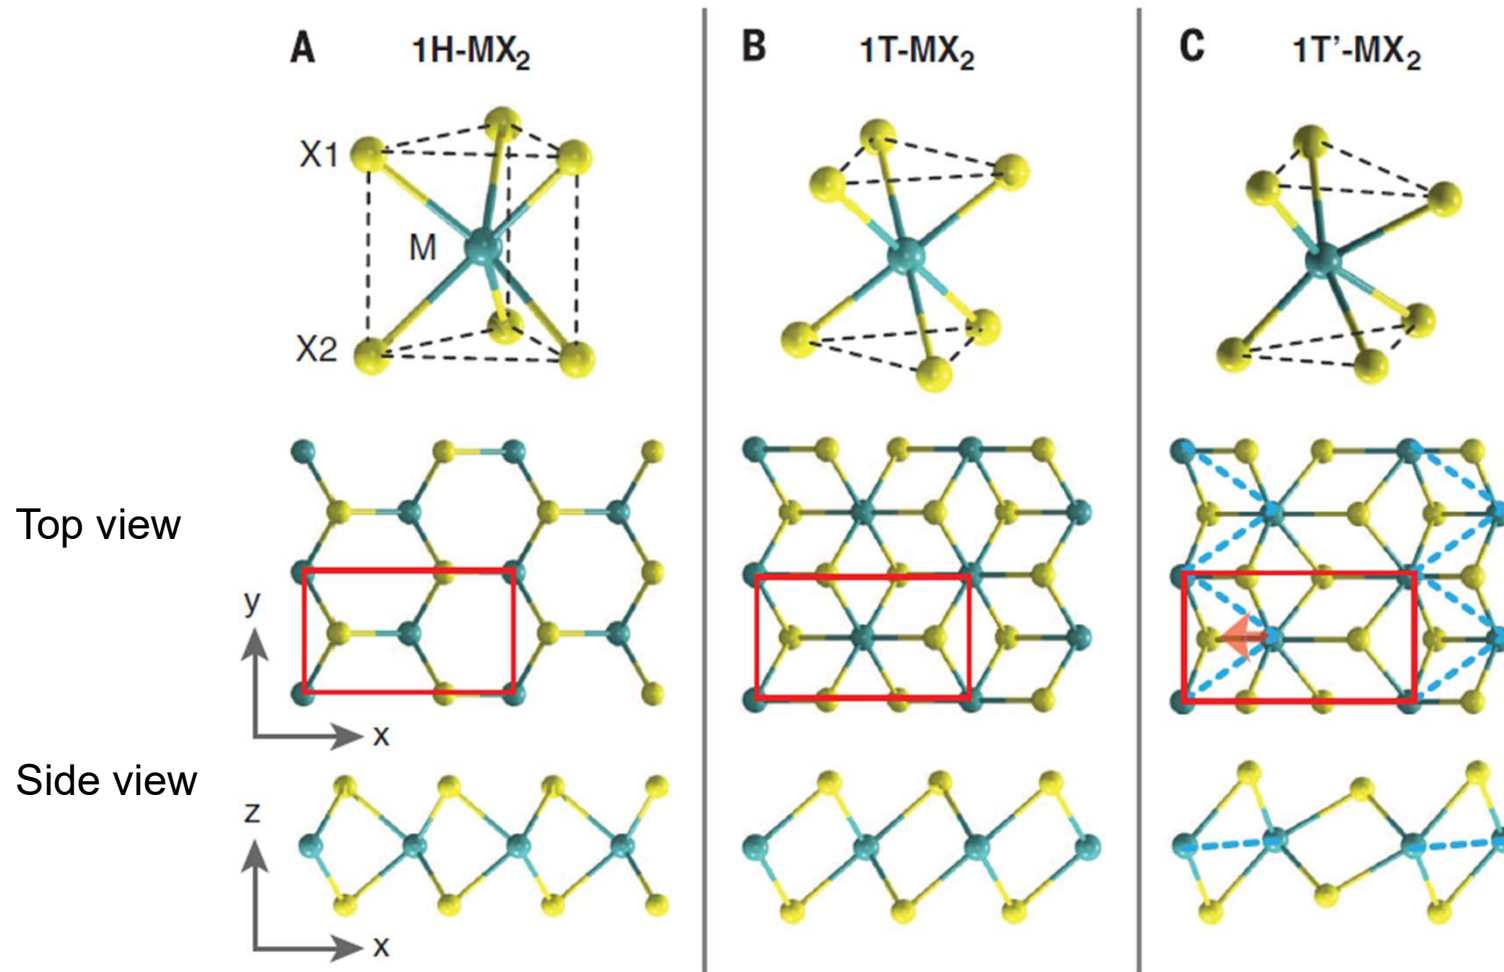 A 1H-MX₂
B 1T-MX₂
C 1T’-MX₂
X1
M
X2
Top view
y
x
Side view
z
x